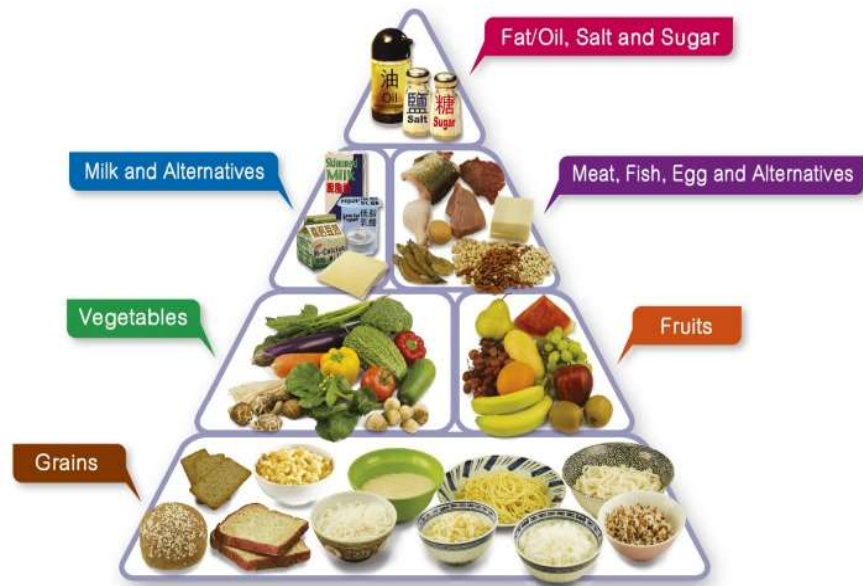 Fat/Oil, Salt and Sugar
油
Oil
鹽
Salt
糖
Sugar
Milk and Alternatives
Skimmed
Milk
Meat, Fish, Egg and Alternatives
Vegetables
Fruits
Grains